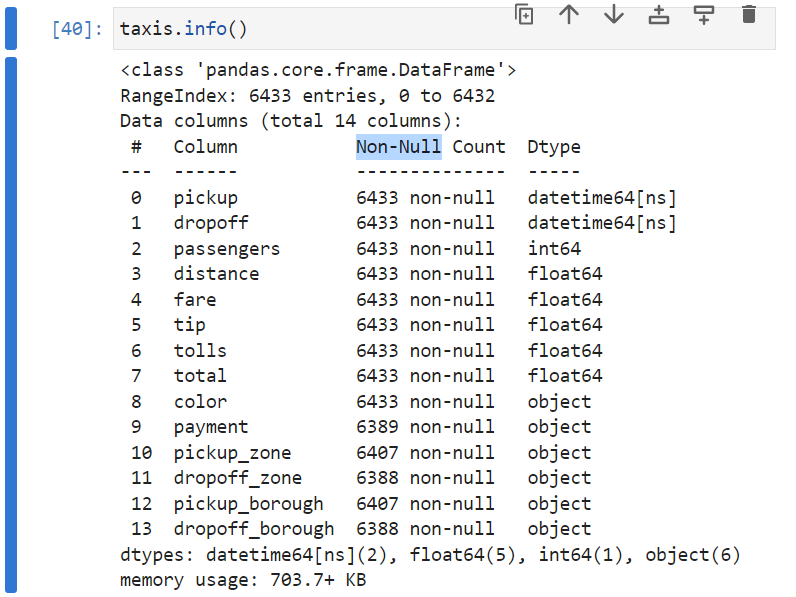 [40]: taxis.info()
<class 'pandas.core.frame.DataFrame'>
RangeIndex: 6433 entries, 0 to 6432
Data columns (total 14 columns):
 #   Column           Non-Null Count  Dtype
---  ------           --------------  -----
 0   pickup           6433 non-null   datetime64[ns]
 1   dropoff          6433 non-null   datetime64[ns]
 2   passengers       6433 non-null   int64
 3   distance         6433 non-null   float64
 4   fare             6433 non-null   float64
 5   tip              6433 non-null   float64
 6   tolls            6433 non-null   float64
 7   total            6433 non-null   float64
 8   color            6433 non-null   object
 9   payment          6389 non-null   object
 10  pickup_zone      6407 non-null   object
 11  dropoff_zone     6388 non-null   object
 12  pickup_borough   6407 non-null   object
 13  dropoff_borough  6388 non-null   object
dtypes: datetime64[ns](2), float64(5), int64(1), object(6)
memory usage: 703.7+ KB